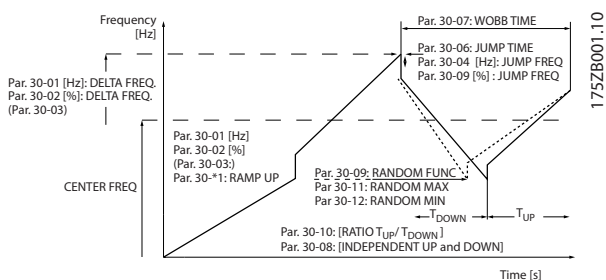 Frequency
[Hz]
Par. 30-07: WOBB TIME
Par. 30-06: JUMP TIME
Par. 30-04 [Hz]: JUMP FREQ
Par. 30-09 [%] : JUMP FREQ
175ZB001.10
Par. 30-01 [Hz]: DELTA FREQ.
Par. 30-02 [%]: DELTA FREQ.
(Par. 30-03)
Par. 30-01 [Hz]
Par. 30-02 [%]
(Par. 30-03:)
Par. 30-*1: RAMP UP
CENTER FREQ
Par. 30-09: RANDOM FUNC
Par 30-11: RANDOM MAX
Par 30-12: RANDOM MIN
TDOWN
TUP
Par. 30-10: [RATIO TUP/ TDOWN ]
Par. 30-08: [INDEPENDENT UP and DOWN]
Time [s]